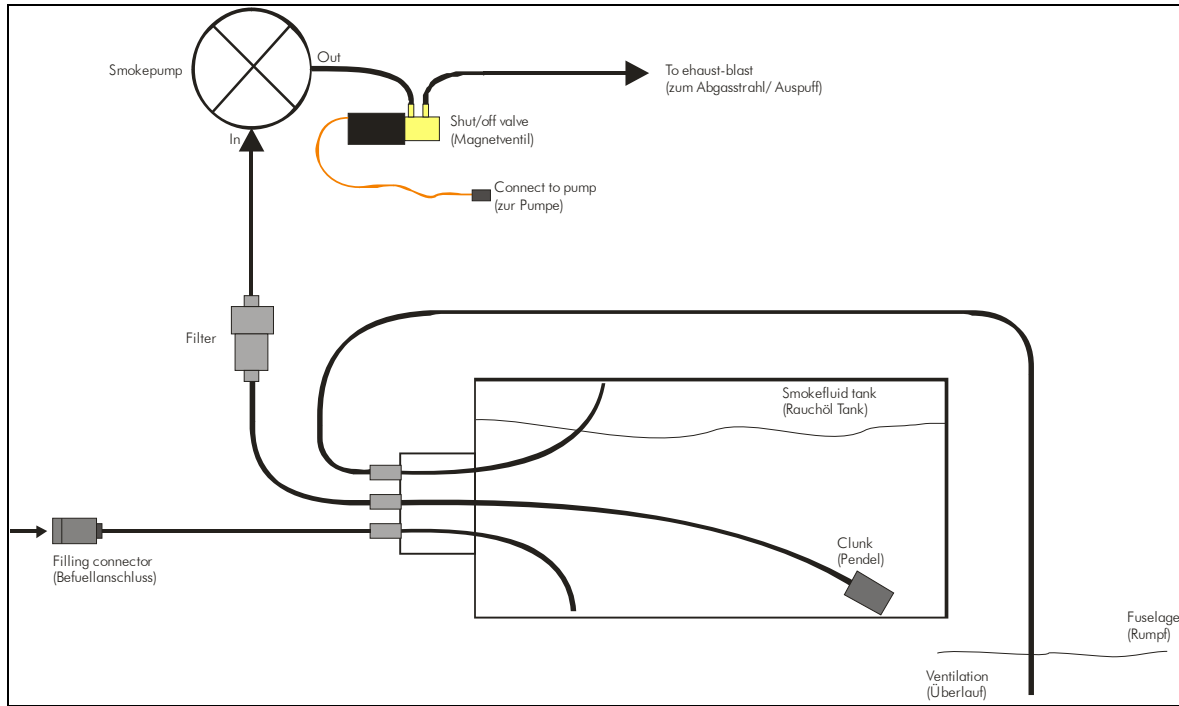 Smokepump
Out
In
To ehaust-blast
(zum Abgasstrahl/ Auspuff)
Shut/off valve
(Magnetventil)
Connect to pump
(zur Pumpe)
Filter
Smokefluid tank
(Rauchöl Tank)
Filling connector
(Befuellanschluss)
Clunk
(Pendel)
Fuselage
(Rumpf)
Ventilation
(Überlauf)